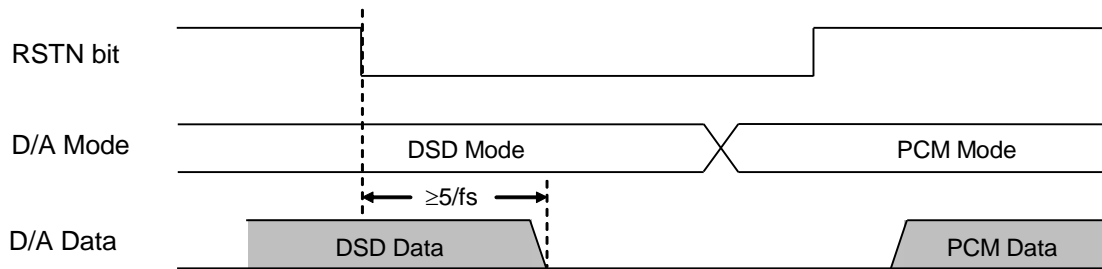 RSTN bit
D/A Mode
DSD Mode
PCM Mode
≥5/fs
D/A Data
DSD Data
PCM Data